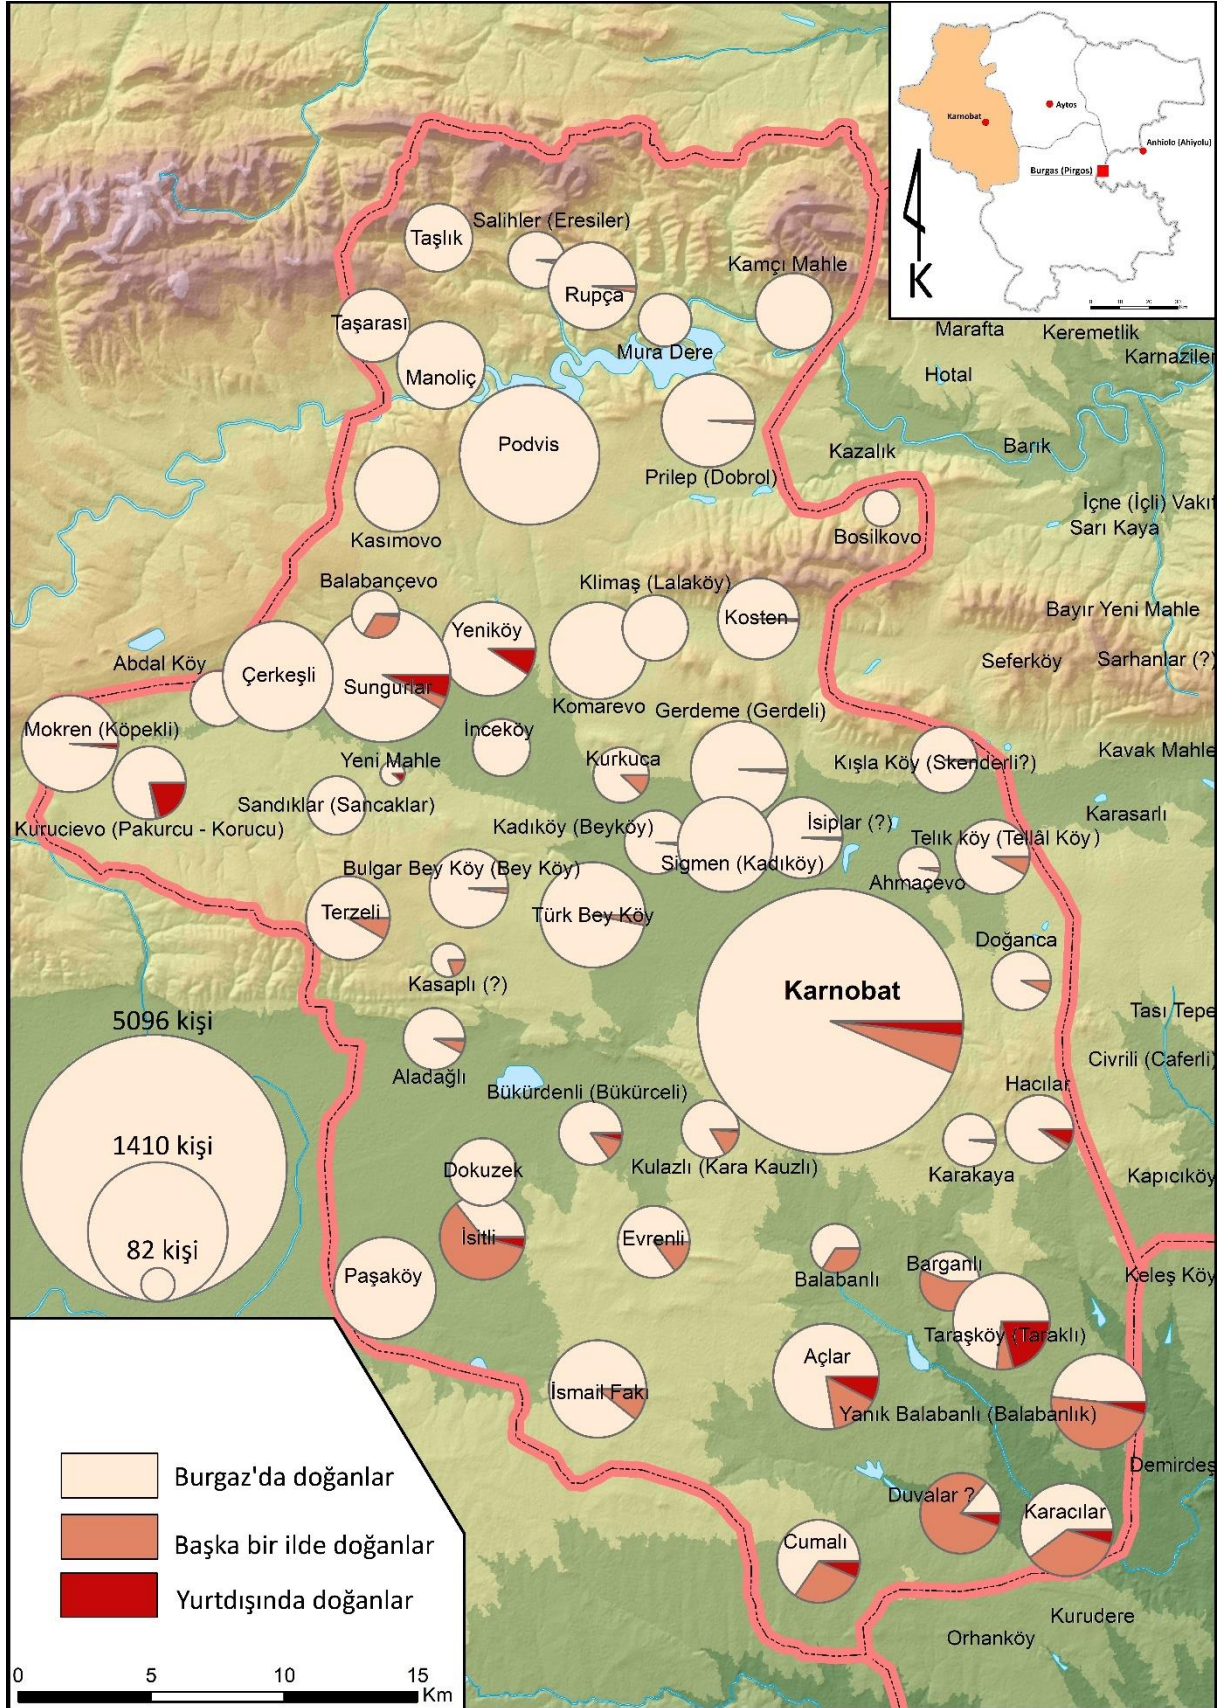 Karnobat
Aytos
Anhiolo (Ahiyolu)
Burgas (Pirgos)
K
0 5 10 20 30
Km
Salihler (Eresiler)
Taşlık
Kamçı Mahle
Rupça
Taşarası
Marafta
Keremetlik
Mura Dere
Karnaziler
Manoliç
Hotal
Podvis
Kazalık
Barık
Prilep (Dobrol)
İçne (İçli) Vakıf
Sarı Kaya
Kasımovo
Bosilkovo
Balabançevo
Klimaş (Lalaköy)
Bayır Yeni Mahle
Kosten
Yeniköy
Abdal Köy
Seferköy
Sarhanlar (?)
Çerkeşli
Sungurlar
Komarevo
Gerdeme (Gerdeli)
Mokren (Köpekli)
İnceköy
Kavak Mahle
Yeni Mahle
Kurkuca
Kışla Köy (Skenderli?)
Sandıklar (Sancaklar)
Karasarlı
Kurucievo (Pakurcu - Korucu)
Kadıköy (Beyköy)
İsiplar (?)
Telık köy (Tellâl Köy)
Bulgar Bey Köy (Bey Köy)
Sigmen (Kadıköy)
Ahmaçevo
Terzeli
Türk Bey Köy
Doğanca
Kasaplı (?)
Karnobat
Tası Tepe
5096 kişi
Civrili (Caferli)
Aladağlı
Hacılar
Bükürdenli (Bükürceli)
1410 kişi
Dokuzek
Kulazlı (Kara Kauzlı)
Karakaya
Kapıcıköy
İsitli
Evrenli
82 kişi
Barganlı
Paşaköy
Balabanlı
Keleş Köy
Taraşköy (Taraklı)
Açlar
İsmail Fakı
Yanık Balabanlı (Balabanlık)
Demirdeş
Burgaz'da doğanlar
Duvalar ?
Karacılar
Başka bir ilde doğanlar
Cumalı
Yurtdışında doğanlar
Kurudere
Orhanköy
0 5 10 15
Km